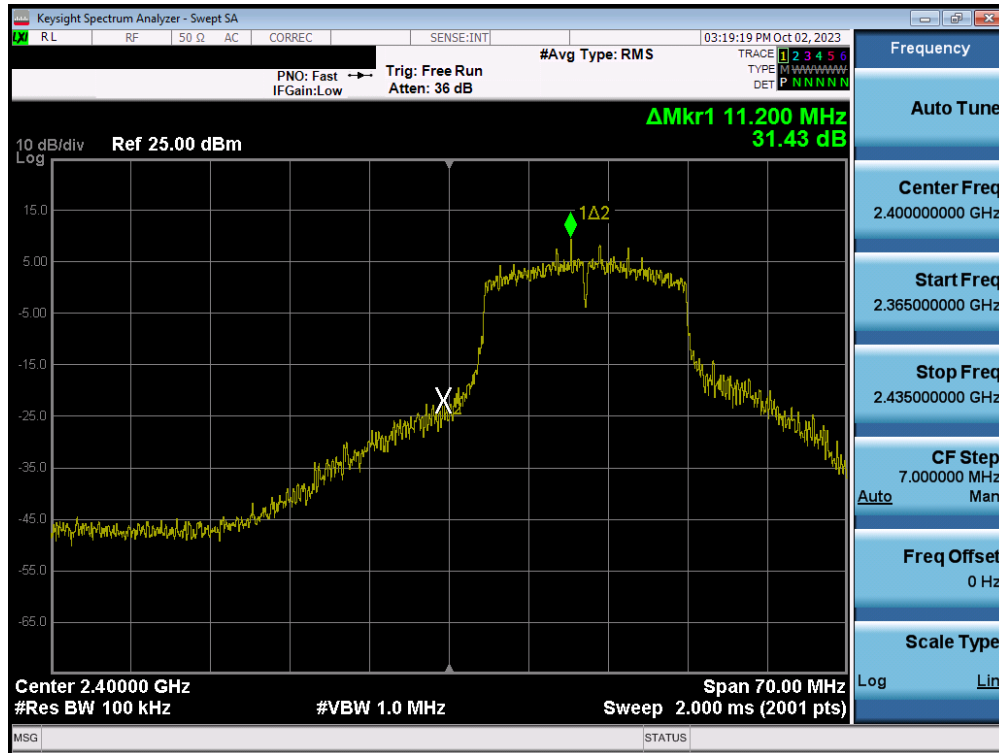 Keysight Spectrum Analyzer - Swept SA
LXI RL RF 50 Ω AC CORREC SENSE:INT 03:19:19 PM Oct 02, 2023
#Avg Type: RMS
TRACE 1 2 3 4 5 6
TYPE M W W W W W
DET P N N N N N
PNO: Fast Trig: Free Run
IFGain:Low Atten: 36 dB
ΔMkr1 11.200 MHz
31.43 dB
10 dB/div Ref 25.00 dBm
Log
15.0
5.00
-5.00
-15.0
-25.0
-35.0
-45.0
-55.0
-65.0
1Δ2
X2
Center 2.40000 GHz Span 70.00 MHz
#Res BW 100 kHz #VBW 1.0 MHz Sweep 2.000 ms (2001 pts)
MSG STATUS
Frequency
Auto Tune
Center Freq
2.400000000 GHz
Start Freq
2.365000000 GHz
Stop Freq
2.435000000 GHz
CF Step
7.000000 MHz
Auto Man
Freq Offset
0 Hz
Scale Type
Log Lin